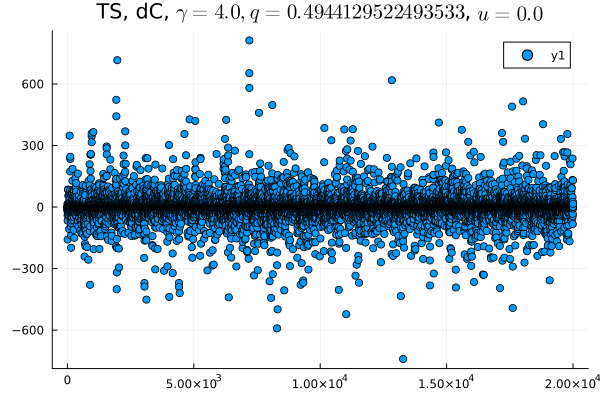 TS, dC, γ = 4.0, q = 0.4944129522493533, u = 0.0
y1
600
300
0
−300
−600
0 5.00×10³ 1.00×10⁴ 1.50×10⁴ 2.00×10⁴